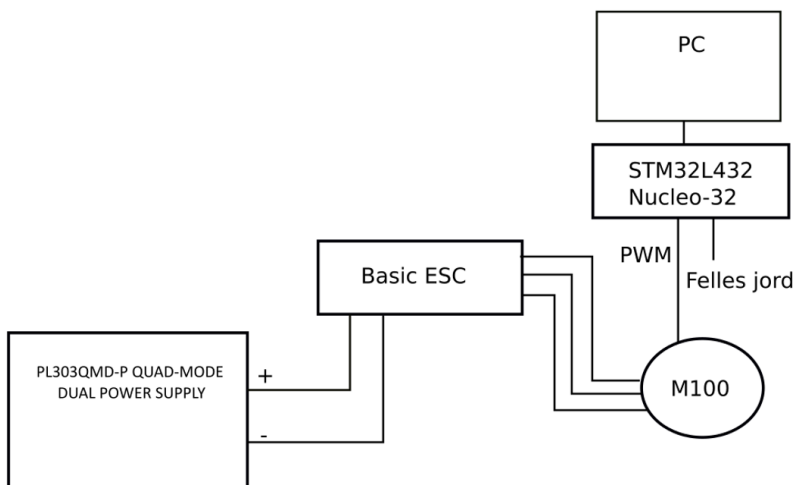 PC
STM32L432
Nucleo-32
PWM
Felles jord
Basic ESC
PL303QMD-P QUAD-MODE
DUAL POWER SUPPLY
+
-
M100